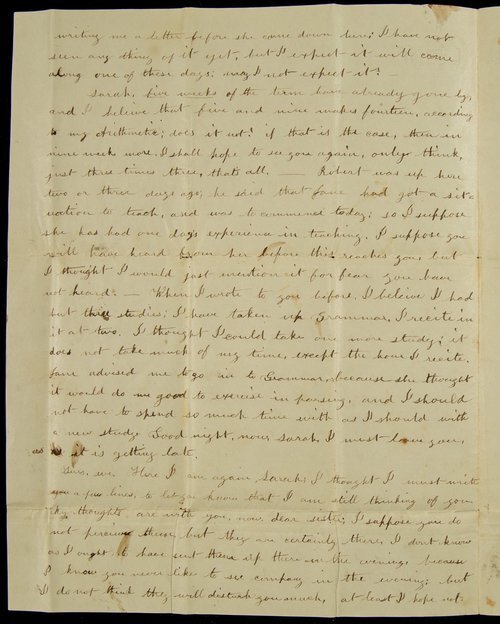 writing me a letter before she came down here; I have not
seen any thing of it yet, but I expect it will come
along one of these days; may I not expect it?
Sarah, five weeks of the term have already gone by,
and I believe that five and nine makes fourteen, according
to my Arithmetic; does it not? if that is the case, then in
nine weeks more, I shall hope to see you again, only think,
just three times three, thats all. — Robert was up here
two or three days ago, he said that Jane had got a sit-
uation to teach, and was to commence today; so I suppose
she has had one days experience in teaching. I suppose you
will have heard from her before this reaches you but
I thought I would just mention it for fear you have
not heard. — When I wrote to you before, I beleive I had
but three studies; I have taken up Grammar, I recite in
it at two. I thought I could take one more study; it
does not take much of my time, except the hour I recite.
Jane advised me to go in to Grammar, because she thought
it would do me good to exercise in parsing, and I should
not have to spend so much time with as I should with
a new study. Good night, now Sarah, I must leave you,
as it is getting late.
Here I am again, Sarah; I thought I must write
you a few lines, to let you know that I am still thinking of you
My thoughts are with you, now, dear sister; I suppose you do
not perceive them, but they are certainly there, I dont know
as I ought to have sent them up there in the evening, because
I know you never like to see company in the evening; but
I do not think they will disturb you much, at least I hope not.